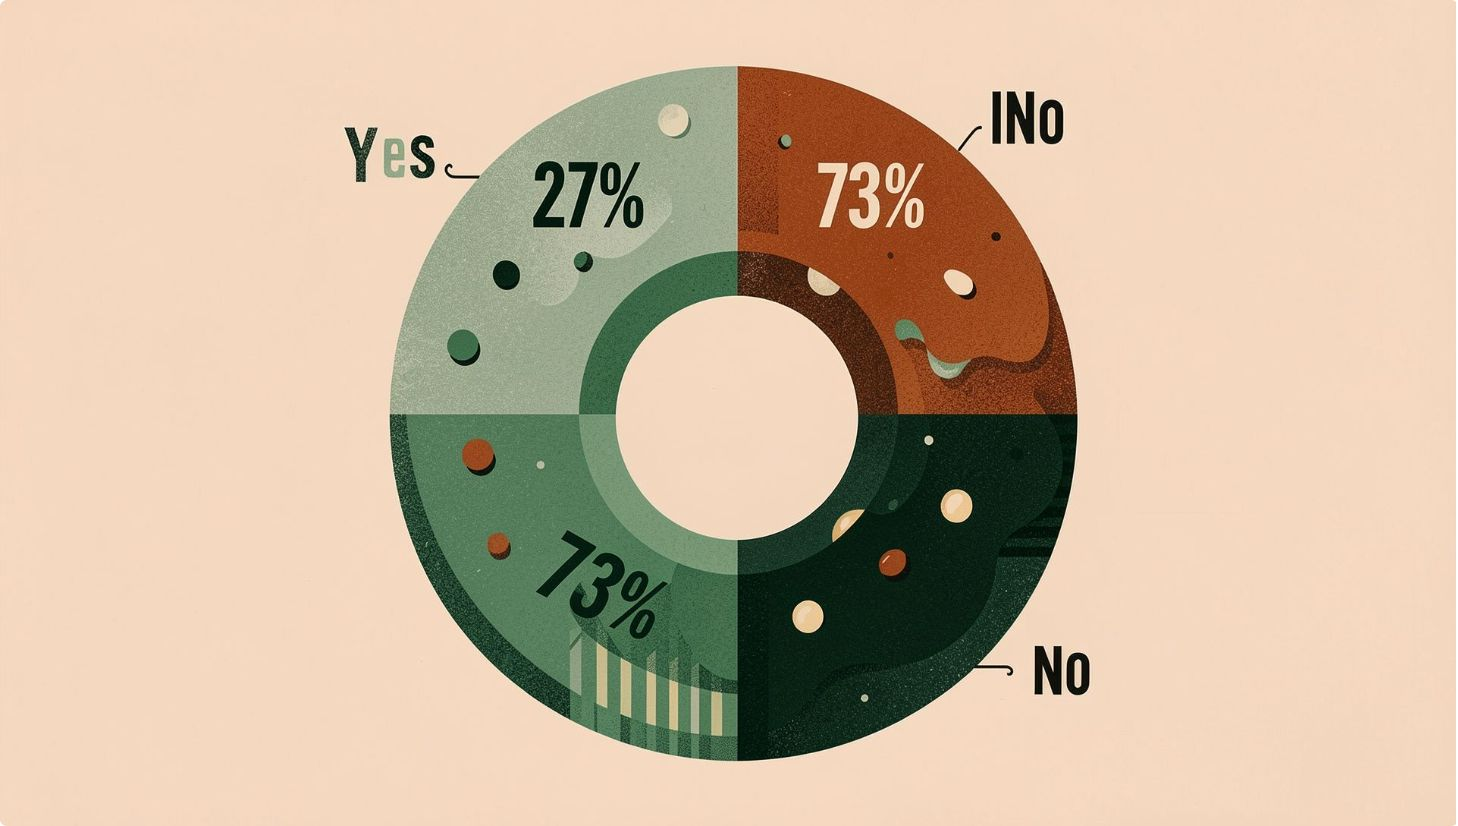 Yes
27%
73%
INo
73%
No